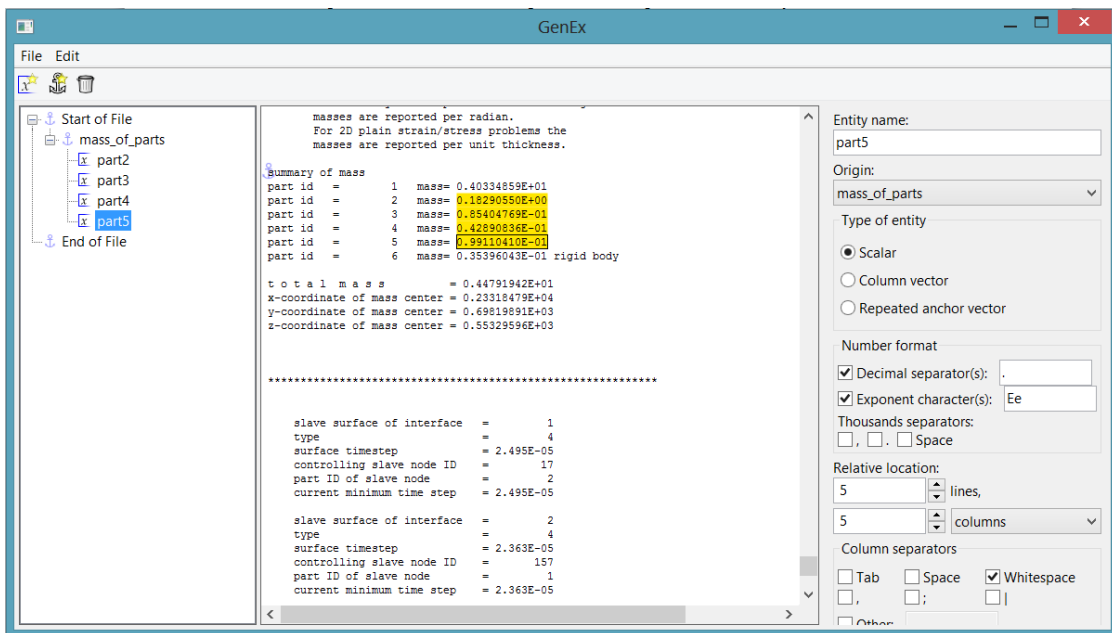 GenEx
File Edit
Start of File
mass_of_parts
x part2
x part3
x part4
x part5
End of File
masses are reported per radian.
For 2D plain strain/stress problems the
masses are reported per unit thickness.
summary of mass
part id = 1 mass= 0.40334859E+01
part id = 2 mass= 0.18290550E+00
part id = 3 mass= 0.85404769E-01
part id = 4 mass= 0.42890836E-01
part id = 5 mass= 0.99110410E-01
part id = 6 mass= 0.35396043E-01 rigid body
t o t a l m a s s = 0.44791942E+01
x-coordinate of mass center = 0.23318479E+04
y-coordinate of mass center = 0.69819891E+03
z-coordinate of mass center = 0.55329596E+03
************************************************************
slave surface of interface = 1
type = 4
surface timestep = 2.495E-05
controlling slave node ID = 17
part ID of slave node = 2
current minimum time step = 2.495E-05
slave surface of interface = 2
type = 4
surface timestep = 2.363E-05
controlling slave node ID = 157
part ID of slave node = 1
current minimum time step = 2.363E-05
Entity name:
part5
Origin:
mass_of_parts
Type of entity
Scalar
Column vector
Repeated anchor vector
Number format
Decimal separator(s): .
Exponent character(s): Ee
Thousands separators:
, . Space
Relative location:
5 lines,
5 columns
Column separators
Tab Space Whitespace
, ; |
Other: